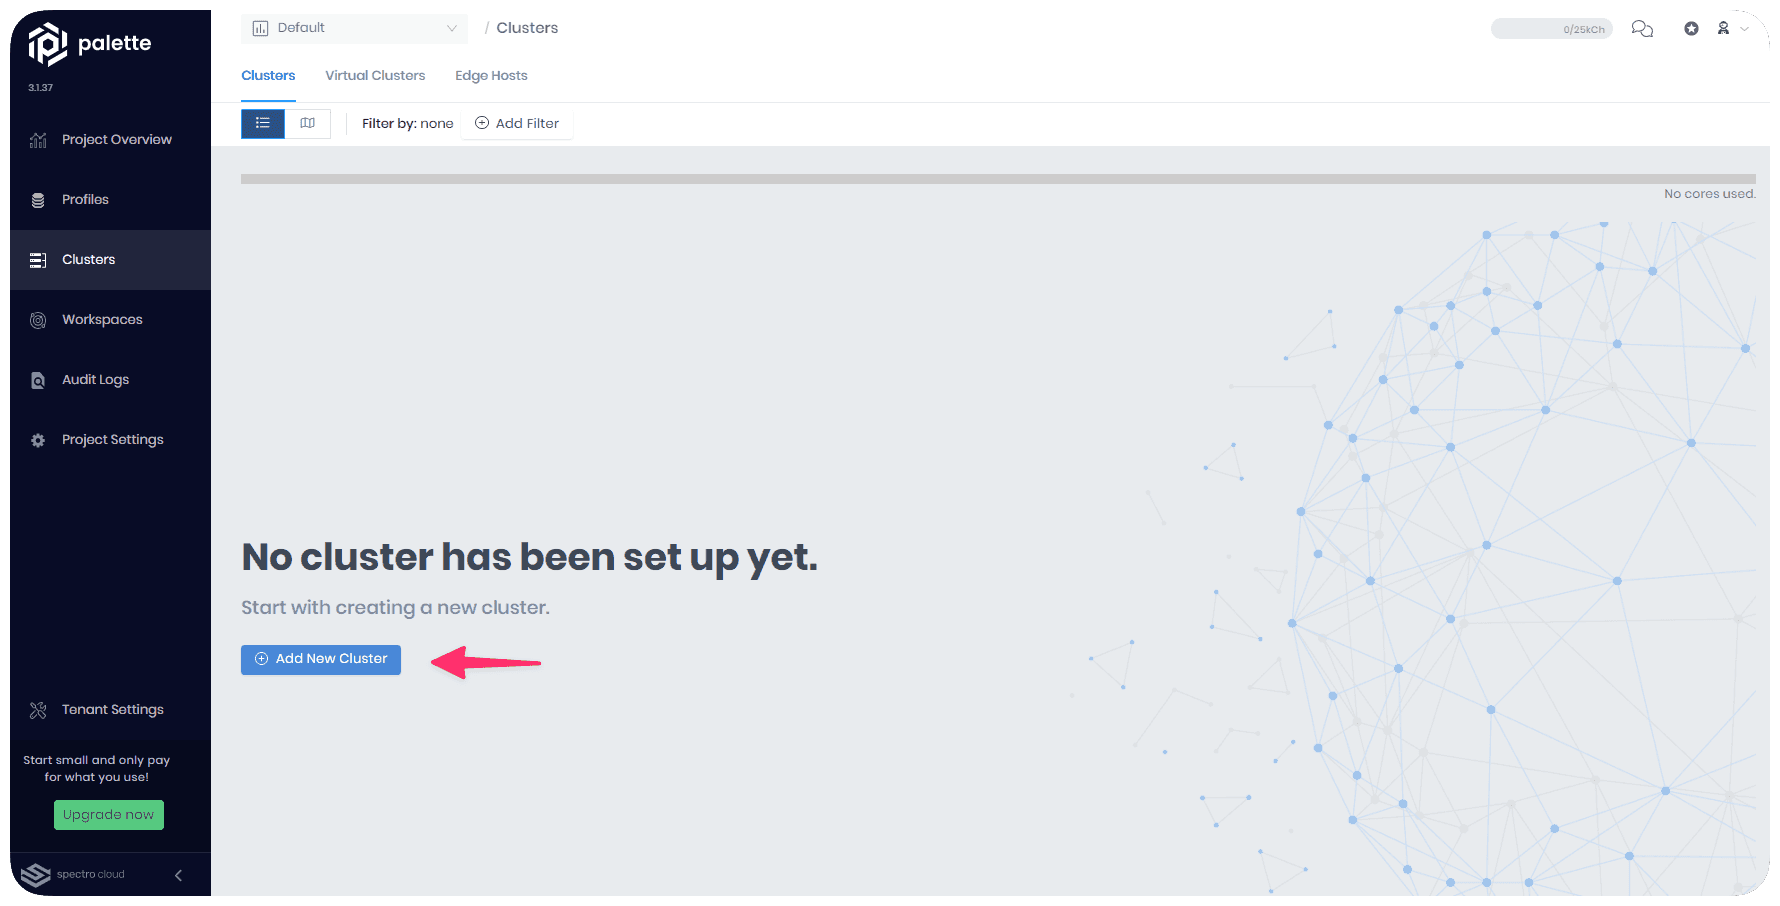 palette
3.1.37
Project Overview
Profiles
Clusters
Workspaces
Audit Logs
Project Settings
Tenant Settings
Start small and only pay
for what you use!
Upgrade now
spectro cloud
Default / Clusters
0/25kCh
Clusters Virtual Clusters Edge Hosts
Filter by: none Add Filter
No cores used.
No cluster has been set up yet.
Start with creating a new cluster.
Add New Cluster